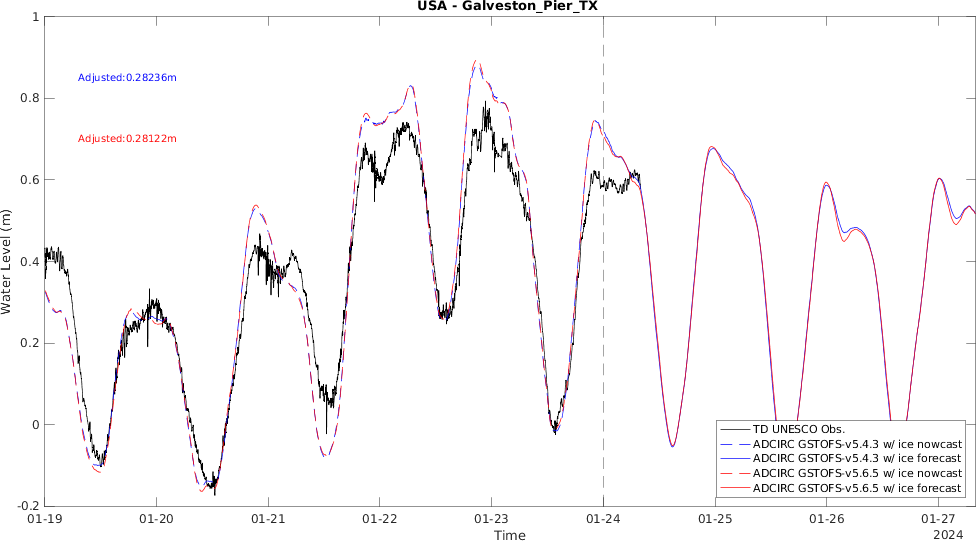 USA - Galveston_Pier_TX
1
0.8
0.6
0.4
0.2
0
-0.2
Water Level (m)
Adjusted:0.28236m
Adjusted:0.28122m
TD UNESCO Obs.
ADCIRC GSTOFS-v5.4.3 w/ ice nowcast
ADCIRC GSTOFS-v5.4.3 w/ ice forecast
ADCIRC GSTOFS-v5.6.5 w/ ice nowcast
ADCIRC GSTOFS-v5.6.5 w/ ice forecast
01-19 01-20 01-21 01-22 01-23 01-24 01-25 01-26 01-27
Time
2024